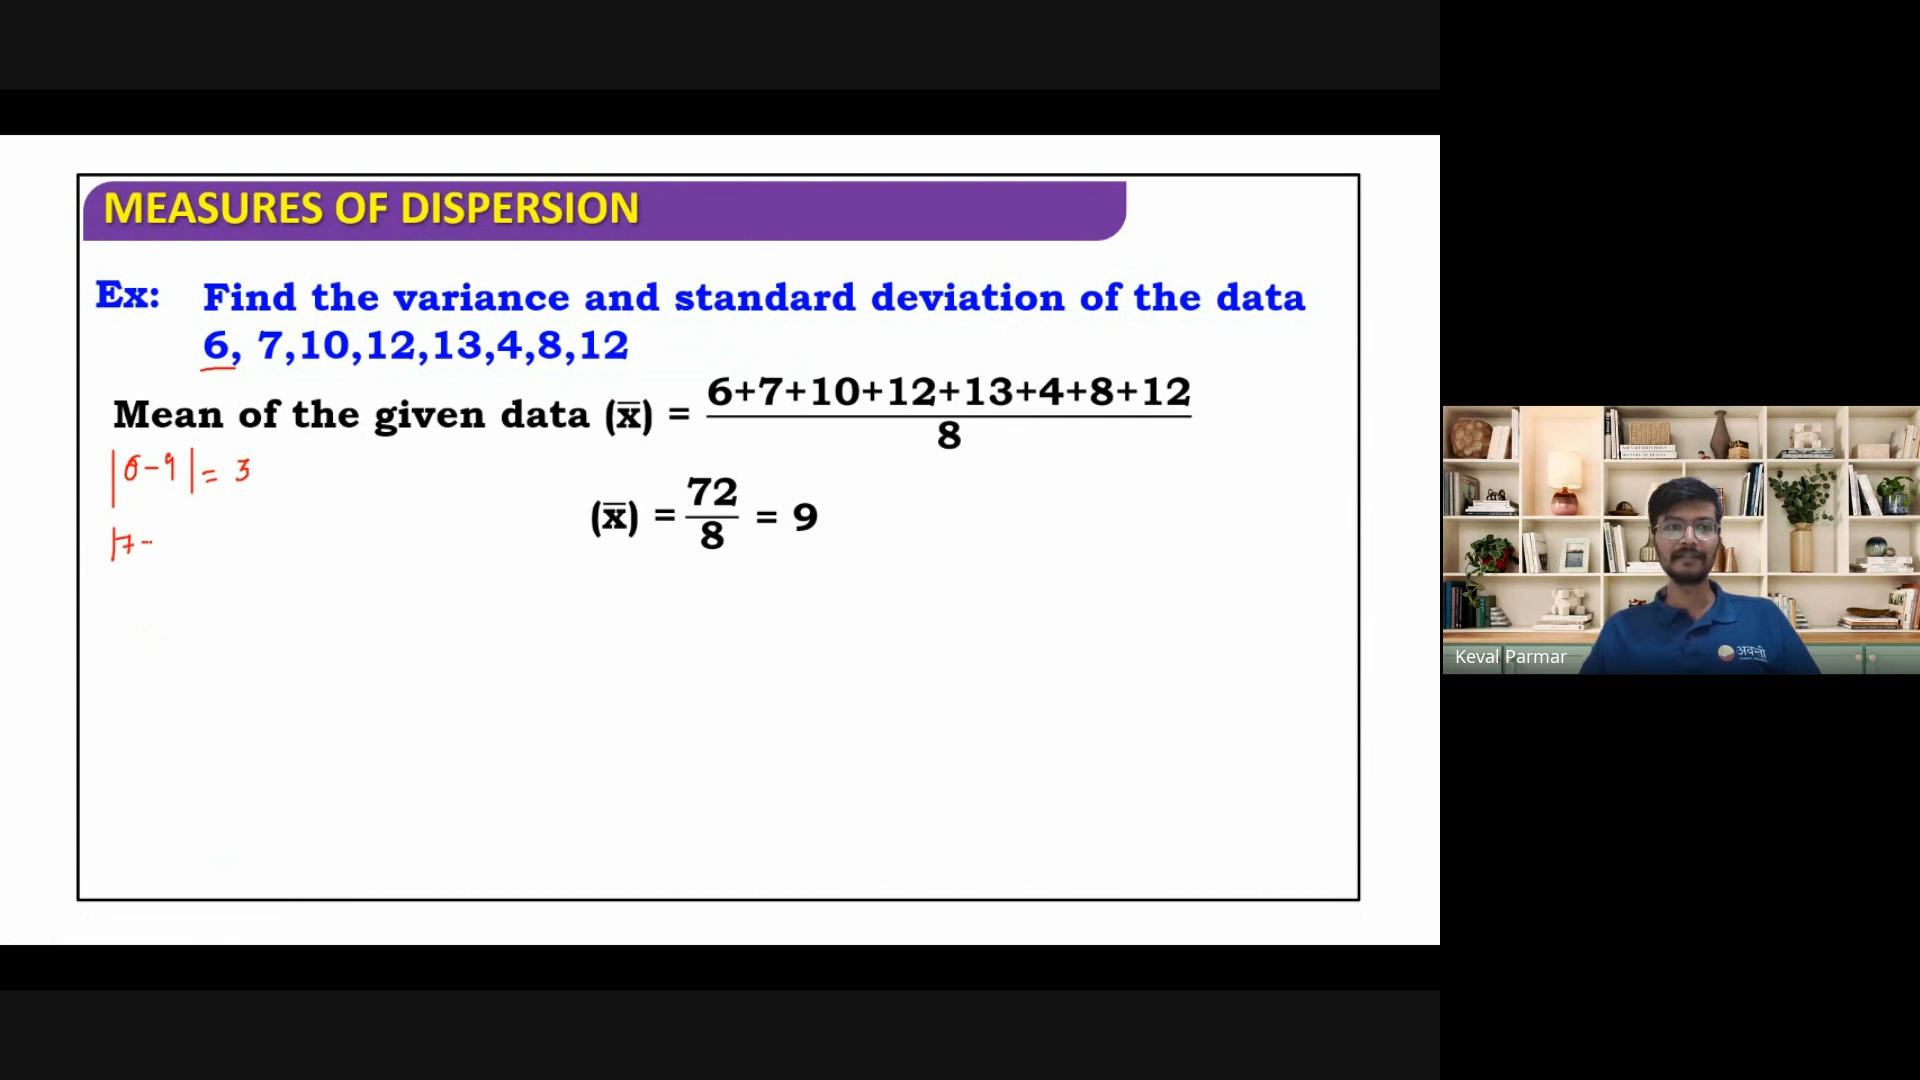 MEASURES OF DISPERSION
Ex: Find the variance and standard deviation of the data
6, 7,10,12,13,4,8,12
Mean of the given data (x̅) = 6+7+10+12+13+4+8+12 / 8
|6-9| = 3
(x̅) = 72/8 = 9
|7-
अवन्ती
Keval Parmar